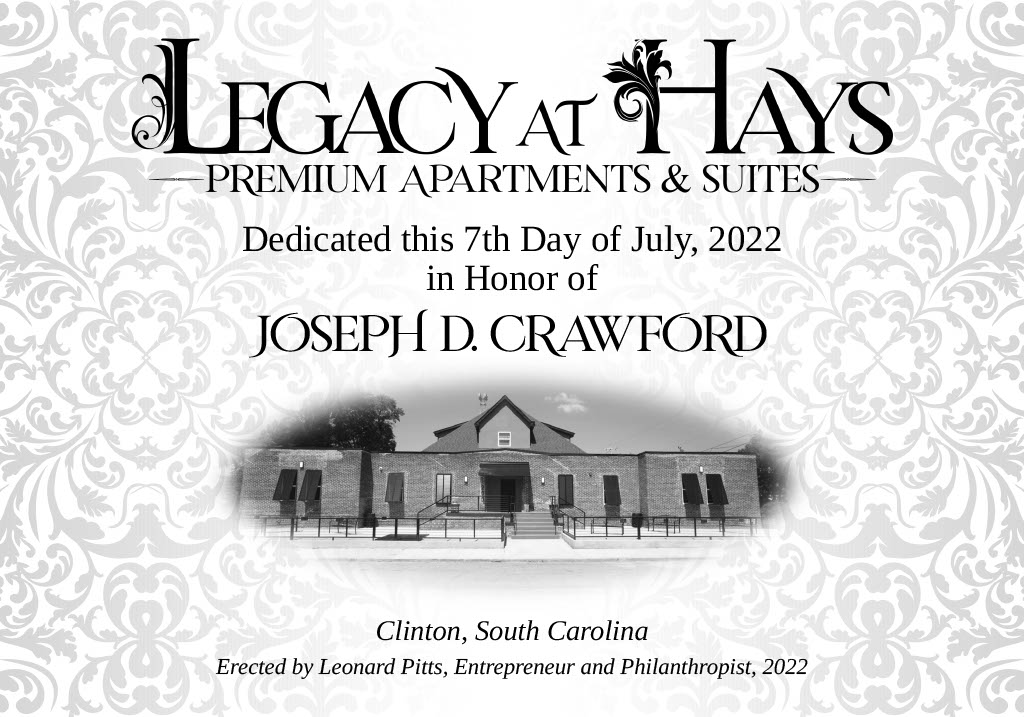 LEGACY AT HAYS
PREMIUM APARTMENTS & SUITES
Dedicated this 7th Day of July, 2022
in Honor of
JOSEPH D. CRAWFORD
Clinton, South Carolina
Erected by Leonard Pitts, Entrepreneur and Philanthropist, 2022